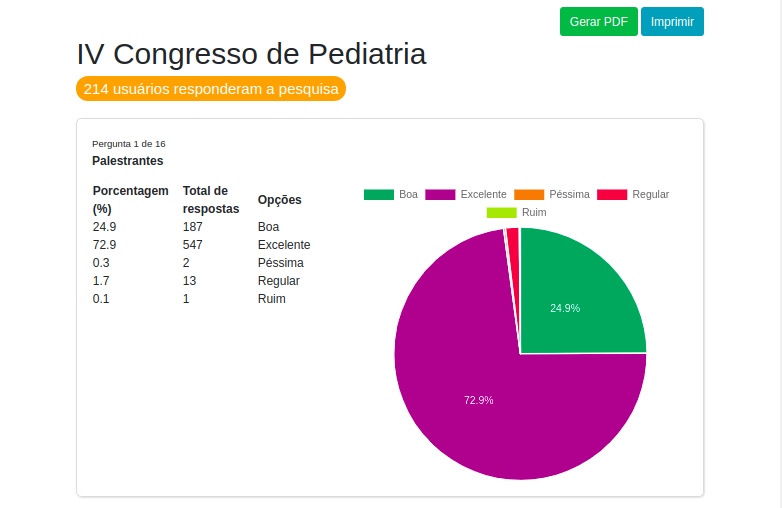 Gerar PDF Imprimir
IV Congresso de Pediatria
214 usuários responderam a pesquisa
Pergunta 1 de 16
Palestrantes
Porcentagem (%) Total de respostas Opções
24.9 187 Boa
72.9 547 Excelente
0.3 2 Péssima
1.7 13 Regular
0.1 1 Ruim
Boa Excelente Péssima Regular
Ruim
24.9%
72.9%